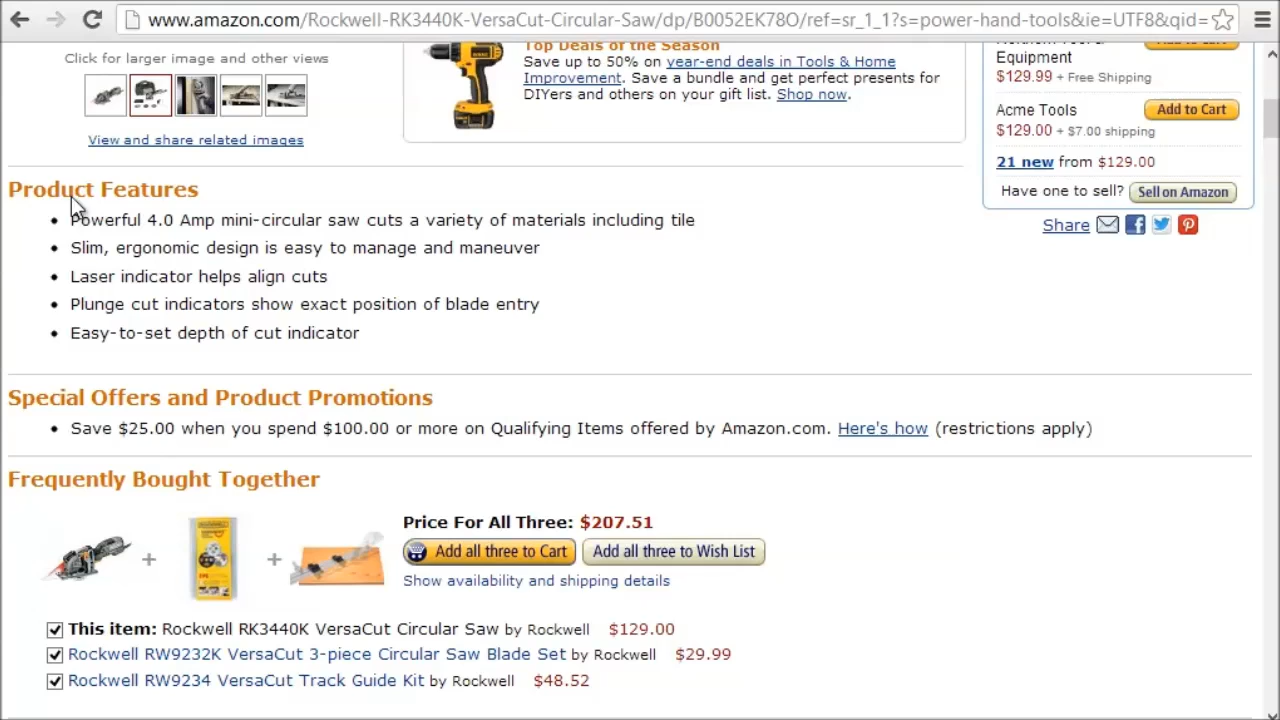 www.amazon.com/Rockwell-RK3440K-VersaCut-Circular-Saw/dp/B0052EK78O/ref=sr_1_1?s=power-hand-tools&ie=UTF8&qid=
Click for larger image and other views
View and share related images
Top Deals of the Season
Save up to 50% on year-end deals in Tools & Home
Improvement. Save a bundle and get perfect presents for
DIYers and others on your gift list. Shop now.
Northern Tool &
Equipment
Add to Cart
$129.99 + Free Shipping
Acme Tools
Add to Cart
$129.00 + $7.00 shipping
21 new from $129.00
Have one to sell? Sell on Amazon
Share
Product Features
Powerful 4.0 Amp mini-circular saw cuts a variety of materials including tile
Slim, ergonomic design is easy to manage and maneuver
Laser indicator helps align cuts
Plunge cut indicators show exact position of blade entry
Easy-to-set depth of cut indicator
Special Offers and Product Promotions
Save $25.00 when you spend $100.00 or more on Qualifying Items offered by Amazon.com. Here's how (restrictions apply)
Frequently Bought Together
Price For All Three: $207.51
Add all three to Cart
Add all three to Wish List
Show availability and shipping details
This item: Rockwell RK3440K VersaCut Circular Saw by Rockwell $129.00
Rockwell RW9232K VersaCut 3-piece Circular Saw Blade Set by Rockwell $29.99
Rockwell RW9234 VersaCut Track Guide Kit by Rockwell $48.52